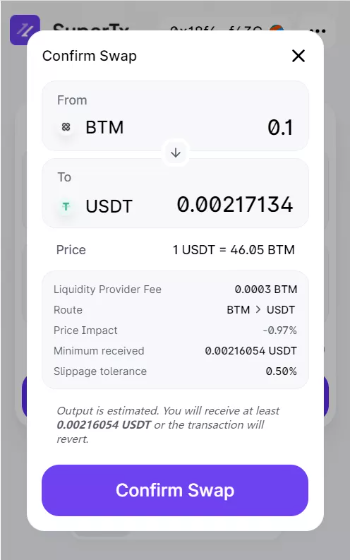 SuperTx
Confirm Swap
From
BTM
0.1
To
USDT
0.00217134
Price
1 USDT = 46.05 BTM
Liquidity Provider Fee
0.0003 BTM
Route
BTM > USDT
Price Impact
-0.97%
Minimum received
0.00216054 USDT
Slippage tolerance
0.50%
Output is estimated. You will receive at least
0.00216054 USDT or the transaction will
revert.
Confirm Swap